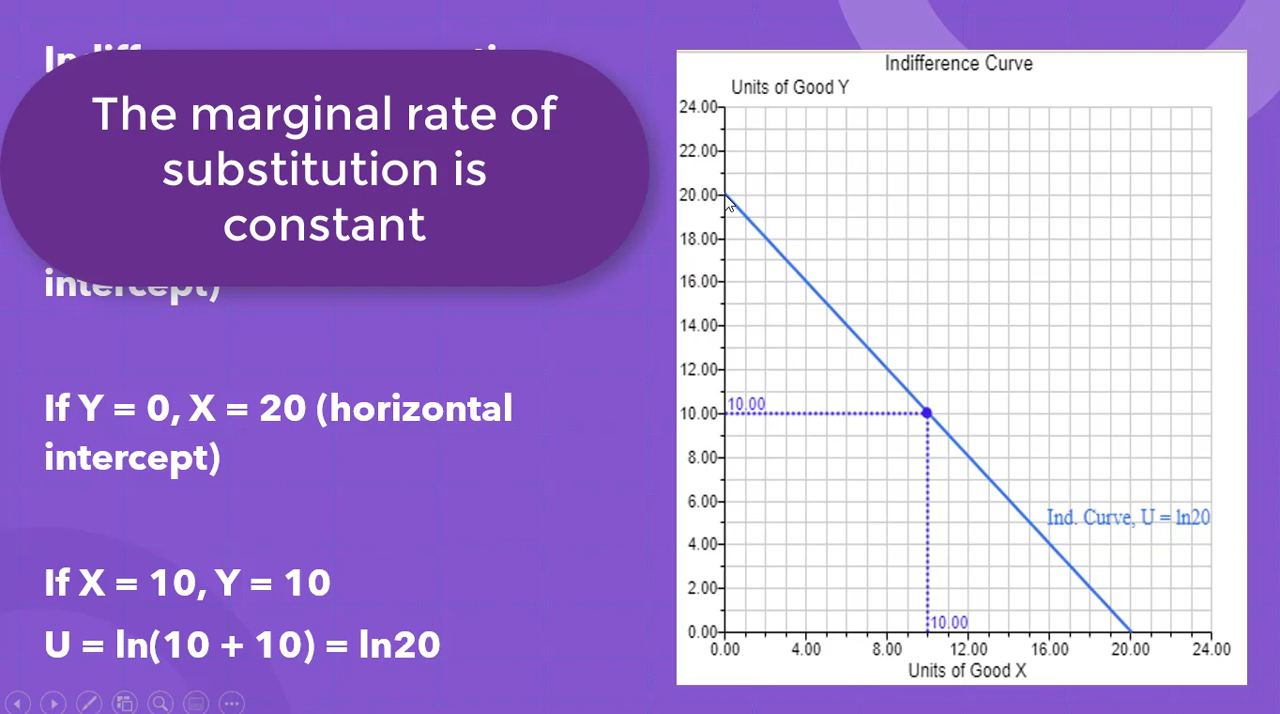 The marginal rate of
substitution is
constant
intercept)
If Y = 0, X = 20 (horizontal
intercept)
If X = 10, Y = 10
U = ln(10 + 10) = ln20
Indifference Curve
Units of Good Y
24.00
22.00
20.00
18.00
16.00
14.00
12.00
10.00
8.00
6.00
4.00
2.00
0.00
10.00
Ind. Curve, U = ln20
10.00
0.00 4.00 8.00 12.00 16.00 20.00 24.00
Units of Good X